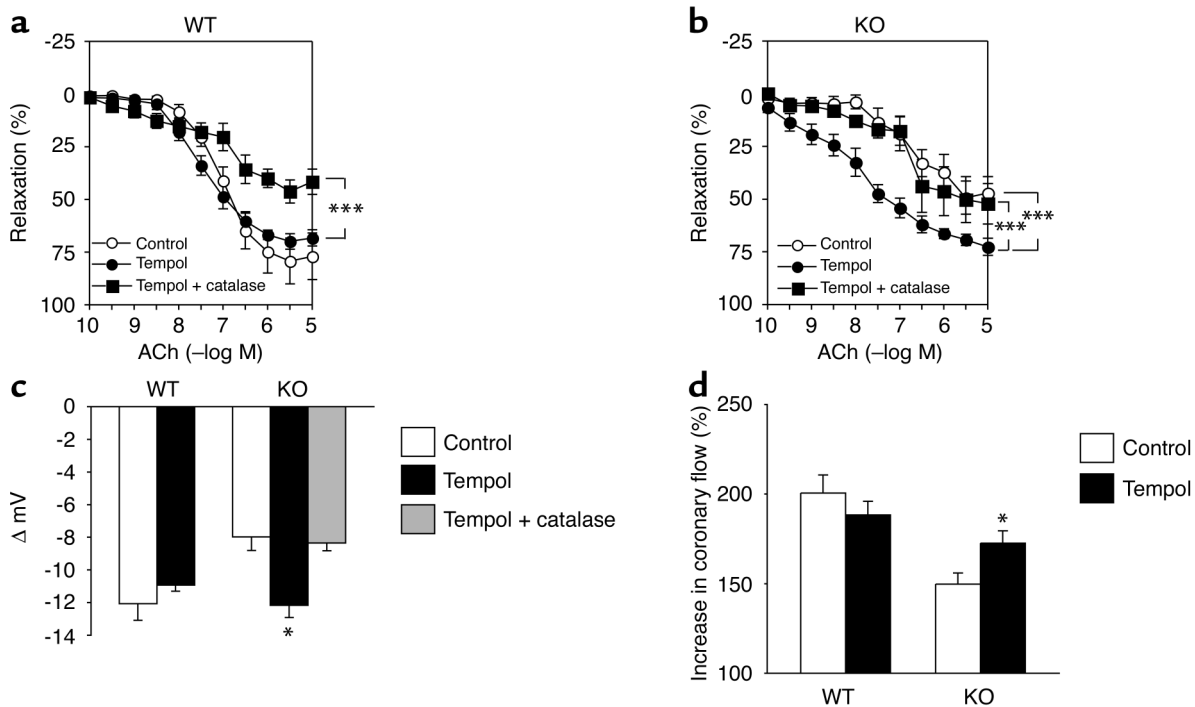 a
WT
-25
0
25
50
75
100
Relaxation (%)
***
Control
Tempol
Tempol + catalase
10 9 8 7 6 5
ACh (–log M)
b
KO
-25
0
25
50
75
100
Relaxation (%)
***
***
Control
Tempol
Tempol + catalase
10 9 8 7 6 5
ACh (–log M)
c
WT KO
0
-2
-4
-6
-8
-10
-12
-14
Δ mV
*
Control
Tempol
Tempol + catalase
d
250
200
150
100
Increase in coronary flow (%)
*
WT KO
Control
Tempol